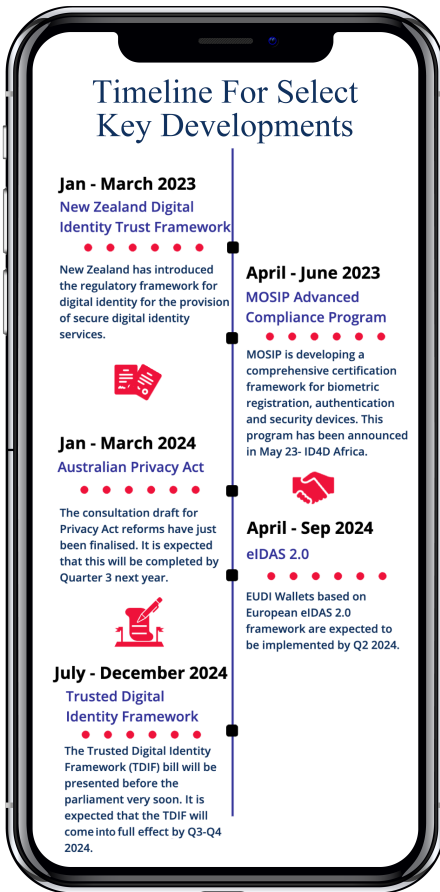 Timeline For Select
Key Developments
Jan - March 2023
New Zealand Digital
Identity Trust Framework
New Zealand has introduced
the regulatory framework for
digital identity for the provision
of secure digital identity
services.
April - June 2023
MOSIP Advanced
Compliance Program
MOSIP is developing a
comprehensive certification
framework for biometric
registration, authentication
and security devices. This
program has been announced
in May 23- ID4D Africa.
Jan - March 2024
Australian Privacy Act
The consultation draft for
Privacy Act reforms have just
been finalised. It is expected
that this will be completed by
Quarter 3 next year.
April - Sep 2024
eIDAS 2.0
EUDI Wallets based on
European eIDAS 2.0
framework are expected to
be implemented by Q2 2024.
July - December 2024
Trusted Digital
Identity Framework
The Trusted Digital Identity
Framework (TDIF) bill will be
presented before the
parliament very soon. It is
expected that the TDIF will
come into full effect by Q3-Q4
2024.